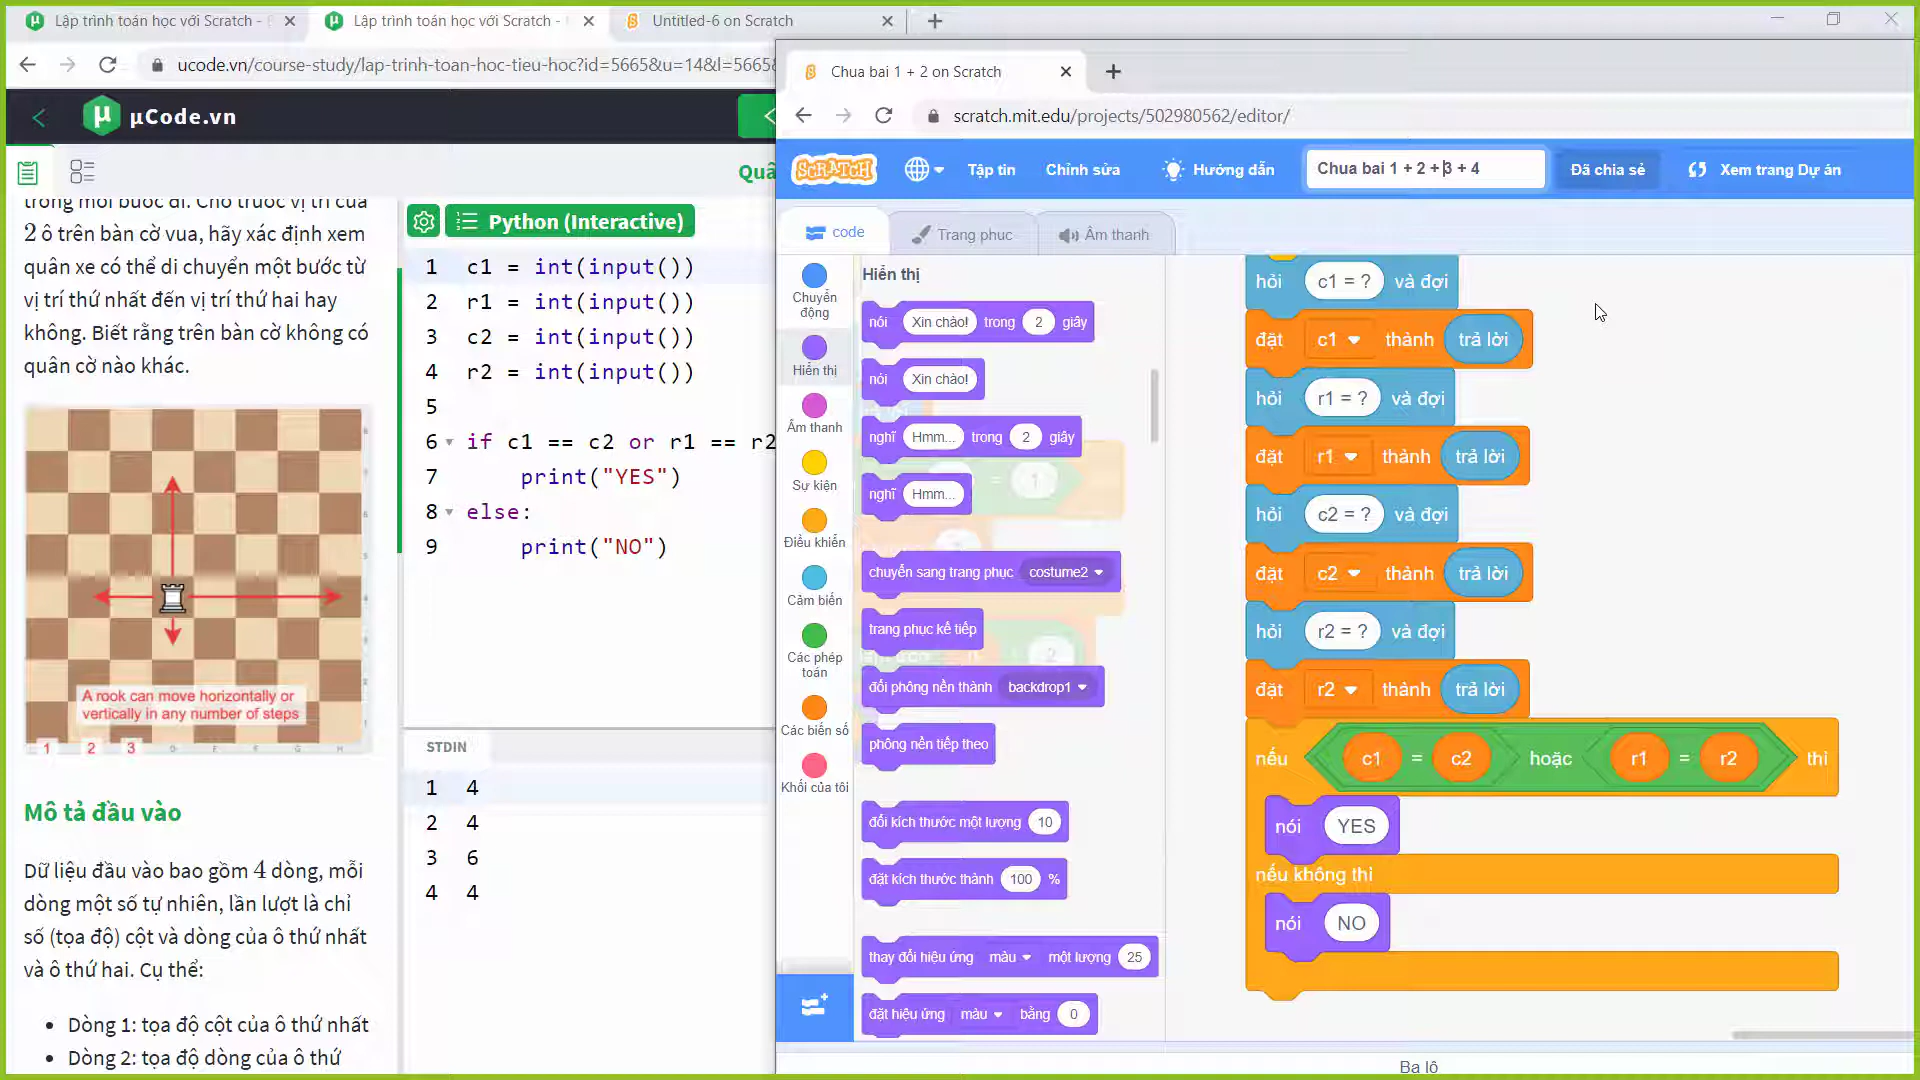 Lập trình toán học với Scratch -
Lập trình toán học với Scratch -
Untitled-6 on Scratch
ucode.vn/course-study/lap-trinh-toan-hoc-tieu-hoc?id=5665&u=14&l=5665&
µCode.vn
Quâ
trong mỗi bước đi. Cho trước vị trí của
2 ô trên bàn cờ vua, hãy xác định xem
quân xe có thể di chuyển một bước từ
vị trí thứ nhất đến vị trí thứ hai hay
không. Biết rằng trên bàn cờ không có
quân cờ nào khác.
A rook can move horizontally or
vertically in any number of steps
1 2 3 D E F G H
Mô tả đầu vào
Dữ liệu đầu vào bao gồm 4 dòng, mỗi
dòng một số tự nhiên, lần lượt là chỉ
số (tọa độ) cột và dòng của ô thứ nhất
và ô thứ hai. Cụ thể:
• Dòng 1: tọa độ cột của ô thứ nhất
• Dòng 2: tọa độ dòng của ô thứ
Python (Interactive)
1 c1 = int(input())
2 r1 = int(input())
3 c2 = int(input())
4 r2 = int(input())
5
6 if c1 == c2 or r1 == r2
7 print("YES")
8 else:
9 print("NO")
STDIN
1 4
2 4
3 6
4 4
Chua bai 1 + 2 on Scratch
scratch.mit.edu/projects/502980562/editor/
SCRATCH
Tập tin
Chỉnh sửa
Hướng dẫn
Chua bai 1 + 2 + 3 + 4
Đã chia sẻ
Xem trang Dự án
code
Trang phục
Âm thanh
Chuyển động
Hiển thị
Âm thanh
Sự kiện
Điều khiển
Cảm biến
Các phép toán
Các biến số
Khối của tôi
Hiển thị
nói Xin chào! trong 2 giây
nói Xin chào!
nghĩ Hmm... trong 2 giây
nghĩ Hmm...
chuyển sang trang phục costume2
trang phục kế tiếp
đổi phông nền thành backdrop1
phông nền tiếp theo
đổi kích thước một lượng 10
đặt kích thước thành 100 %
thay đổi hiệu ứng màu một lượng 25
đặt hiệu ứng màu bằng 0
hỏi c1 = ? và đợi
đặt c1 thành trả lời
hỏi r1 = ? và đợi
đặt r1 thành trả lời
hỏi c2 = ? và đợi
đặt c2 thành trả lời
hỏi r2 = ? và đợi
đặt r2 thành trả lời
nếu c1 = c2 hoặc r1 = r2 thì
nói YES
nếu không thì
nói NO
Ba lô